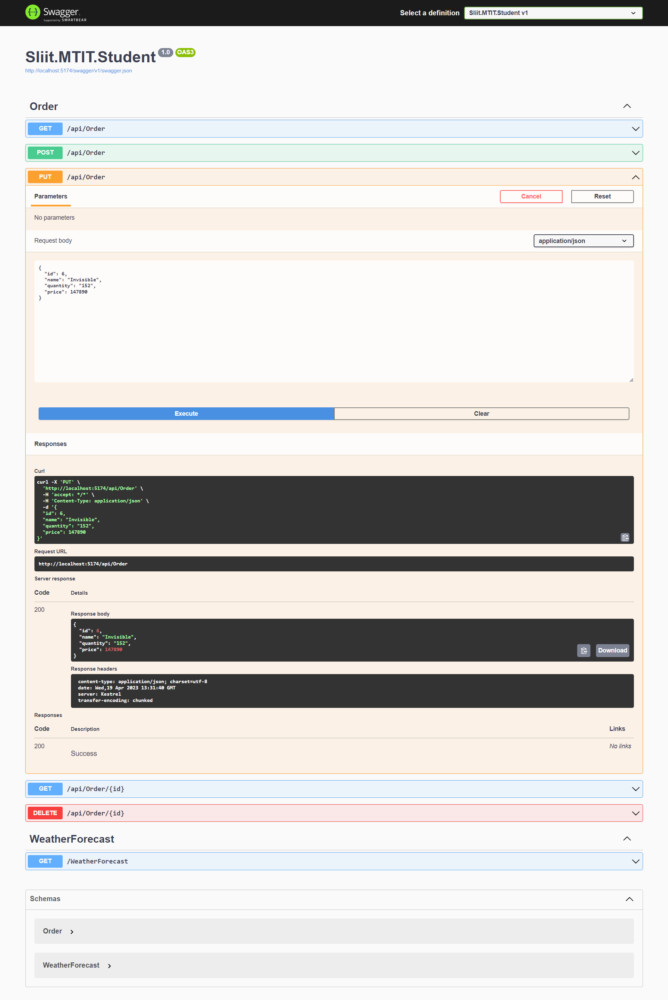 Swagger
Supported by SMARTBEAR
Select a definition
Sliit.MTIT.Student v1
Sliit.MTIT.Student 1.0 OAS3
http://localhost:5174/swagger/v1/swagger.json
Order
GET /api/Order
POST /api/Order
PUT /api/Order
Parameters
Cancel
Reset
No parameters
Request body
application/json
{
  "id": 6,
  "name": "Invisible",
  "quantity": "152",
  "price": 147890
}
Execute
Clear
Responses
Curl
curl -X 'PUT' \
  'http://localhost:5174/api/Order' \
  -H 'accept: */*' \
  -H 'Content-Type: application/json' \
  -d '{
  "id": 6,
  "name": "Invisible",
  "quantity": "152",
  "price": 147890
}'
Request URL
http://localhost:5174/api/Order
Server response
Code Details
200
Response body
{
  "id": 6,
  "name": "Invisible",
  "quantity": "152",
  "price": 147890
}
Download
Response headers
content-type: application/json; charset=utf-8
date: Wed,19 Apr 2023 13:31:40 GMT
server: Kestrel
transfer-encoding: chunked
Responses
Code Description Links
200 Success No links
GET /api/Order/{id}
DELETE /api/Order/{id}
WeatherForecast
GET /WeatherForecast
Schemas
Order
WeatherForecast